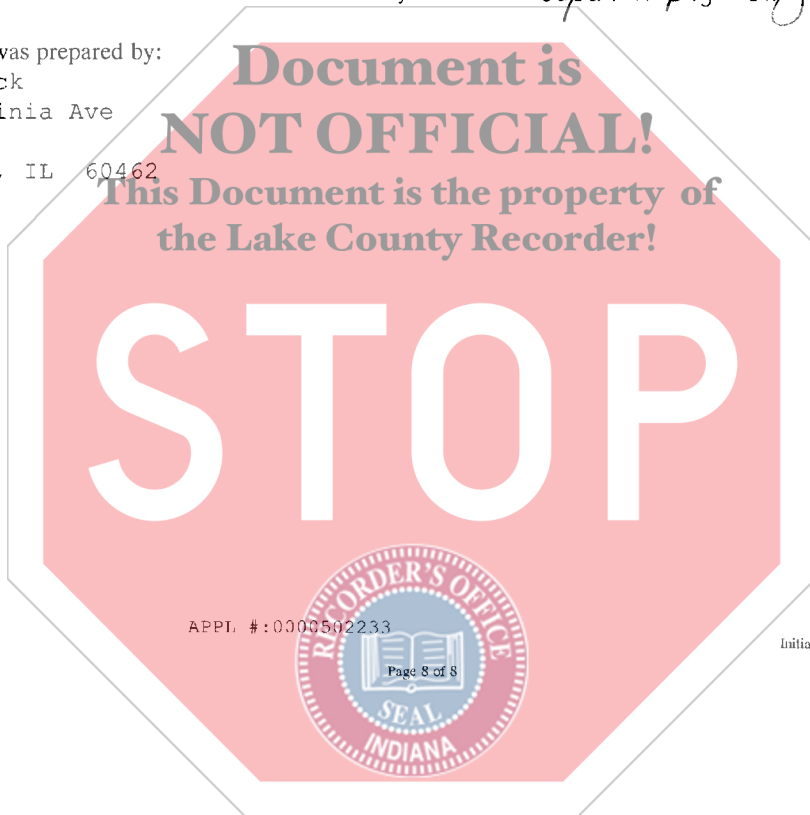 was prepared by:
ck
inia Ave
, IL 60462
Document is
NOT OFFICIAL!
This Document is the property of
the Lake County Recorder!
STOP
APPL #:0000502233
Initia
Page 8 of 8
RECORDER'S OFFICE
SEAL
INDIANA